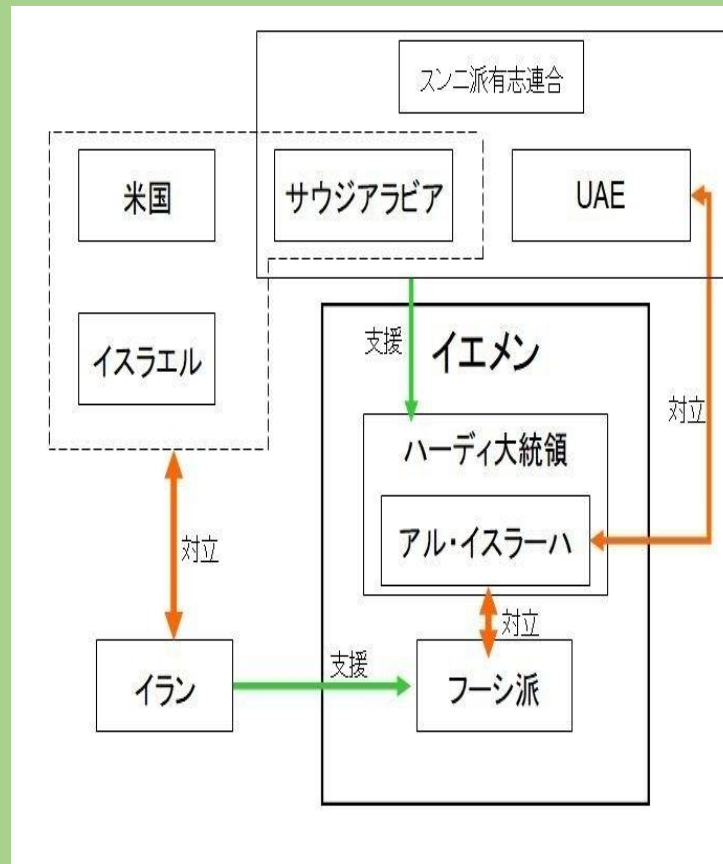 スンニ派有志連合
米国
サウジアラビア
UAE
イスラエル
支援
イエメン
対立
ハーディ大統領
アル・イスラーハ
対立
対立
イラン
支援
フーシ派